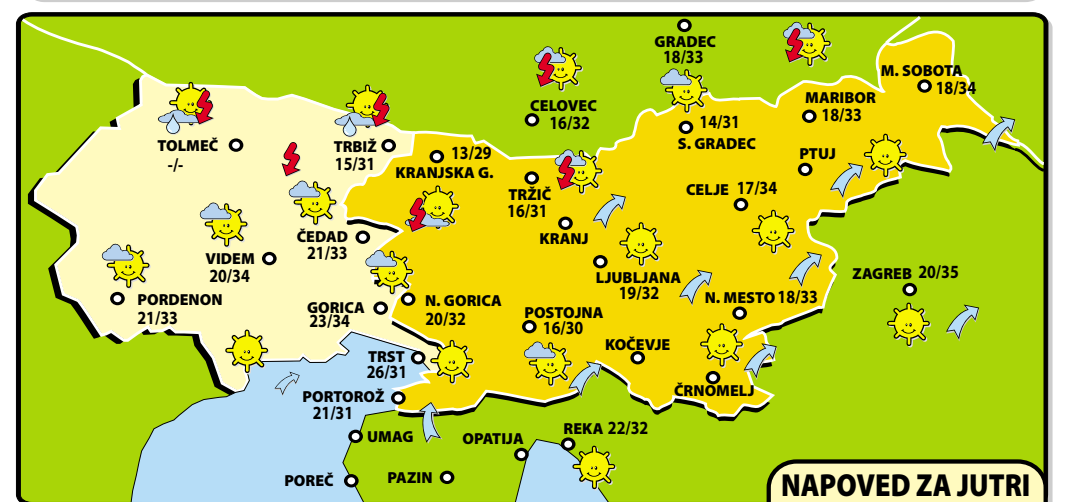 GRADEC
18/33
M. SOBOTA
18/34
CELOVEC
16/32
MARIBOR
18/33
14/31
S. GRADEC
TOLMEČ
-/-
TRBIŽ
15/31
13/29
KRANJSKA G.
PTUJ
TRŽIČ
16/31
CELJE 17/34
KRANJ
ČEDAD
21/33
VIDEM
20/34
LJUBLJANA
19/32
ZAGREB 20/35
PORDENON
21/33
GORICA
23/34
N. GORICA
20/32
POSTOJNA
16/30
N. MESTO 18/33
KOČEVJE
TRST
26/31
ČRNOMELJ
PORTOROŽ
21/31
UMAG
OPATIJA
REKA 22/32
POREČ
PAZIN
NAPOVED ZA JUTRI